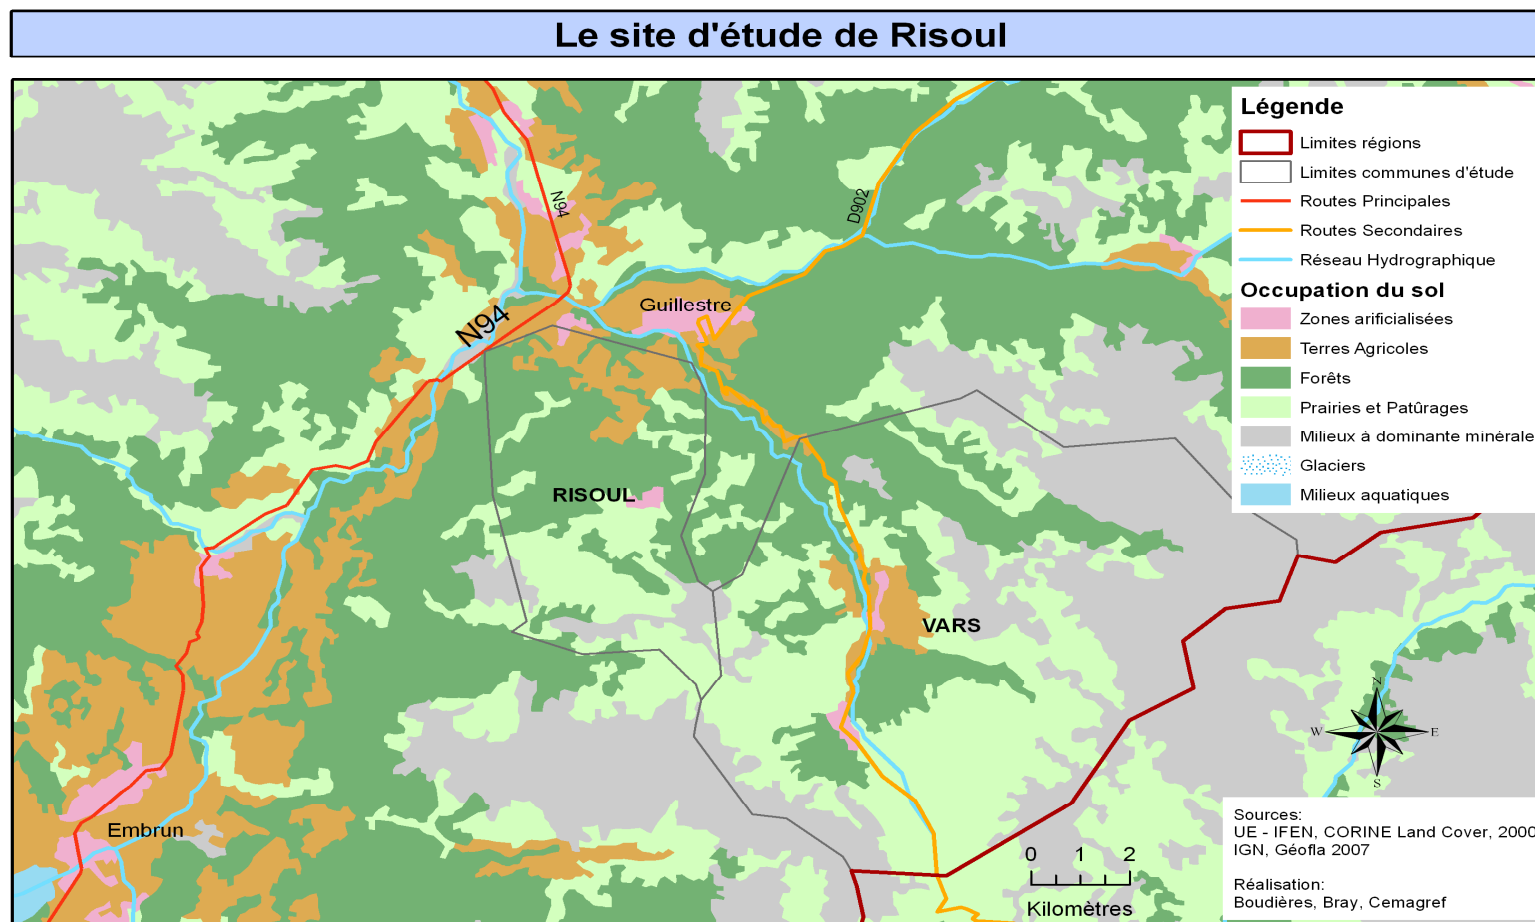 Le site d'étude de Risoul
Légende
Limites régions
Limites communes d'étude
Routes Principales
Routes Secondaires
Réseau Hydrographique
Occupation du sol
Zones arificialisées
Terres Agricoles
Forêts
Prairies et Patûrages
Milieux à dominante minérale
Glaciers
Milieux aquatiques
N94
D902
Guillestre
N94
RISOUL
VARS
Embrun
N
W
E
S
0 1 2
Kilomètres
Sources:
UE - IFEN, CORINE Land Cover, 2000
IGN, Géofla 2007
Réalisation:
Boudières, Bray, Cemagref